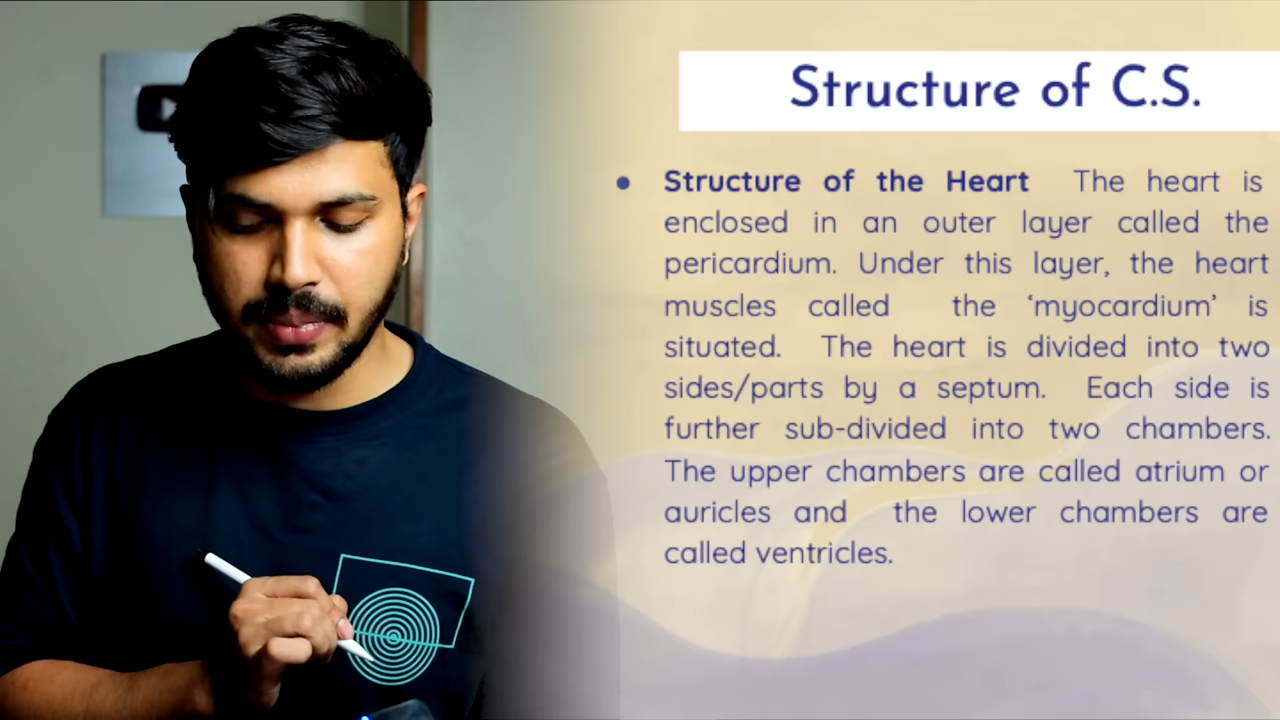 Structure of C.S.
• Structure of the Heart The heart is
enclosed in an outer layer called the
pericardium. Under this layer, the heart
muscles called the ‘myocardium’ is
situated. The heart is divided into two
sides/parts by a septum. Each side is
further sub-divided into two chambers.
The upper chambers are called atrium or
auricles and the lower chambers are
called ventricles.